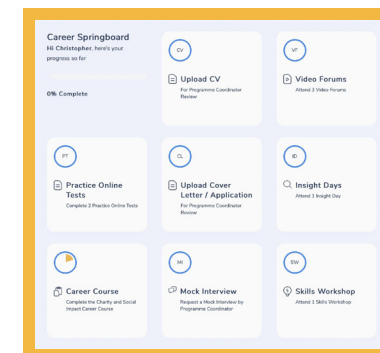 Career Springboard
Hi Christopher, here's your
progress so far
0% Complete
CV
Upload CV
For Programme Coordinator
Review
VF
Video Forums
Attend 3 Video Forums
PT
Practice Online
Tests
Complete 2 Practice Online Tests
CL
Upload Cover
Letter / Application
For Programme Coordinator
Review
ID
Insight Days
Attend 1 Insight Day
Career Course
Complete the Charity and Social
Impact Career Course
MI
Mock Interview
Request a Mock Interview by
Programme Coordinator
SW
Skills Workshop
Attend 1 Skills Workshop